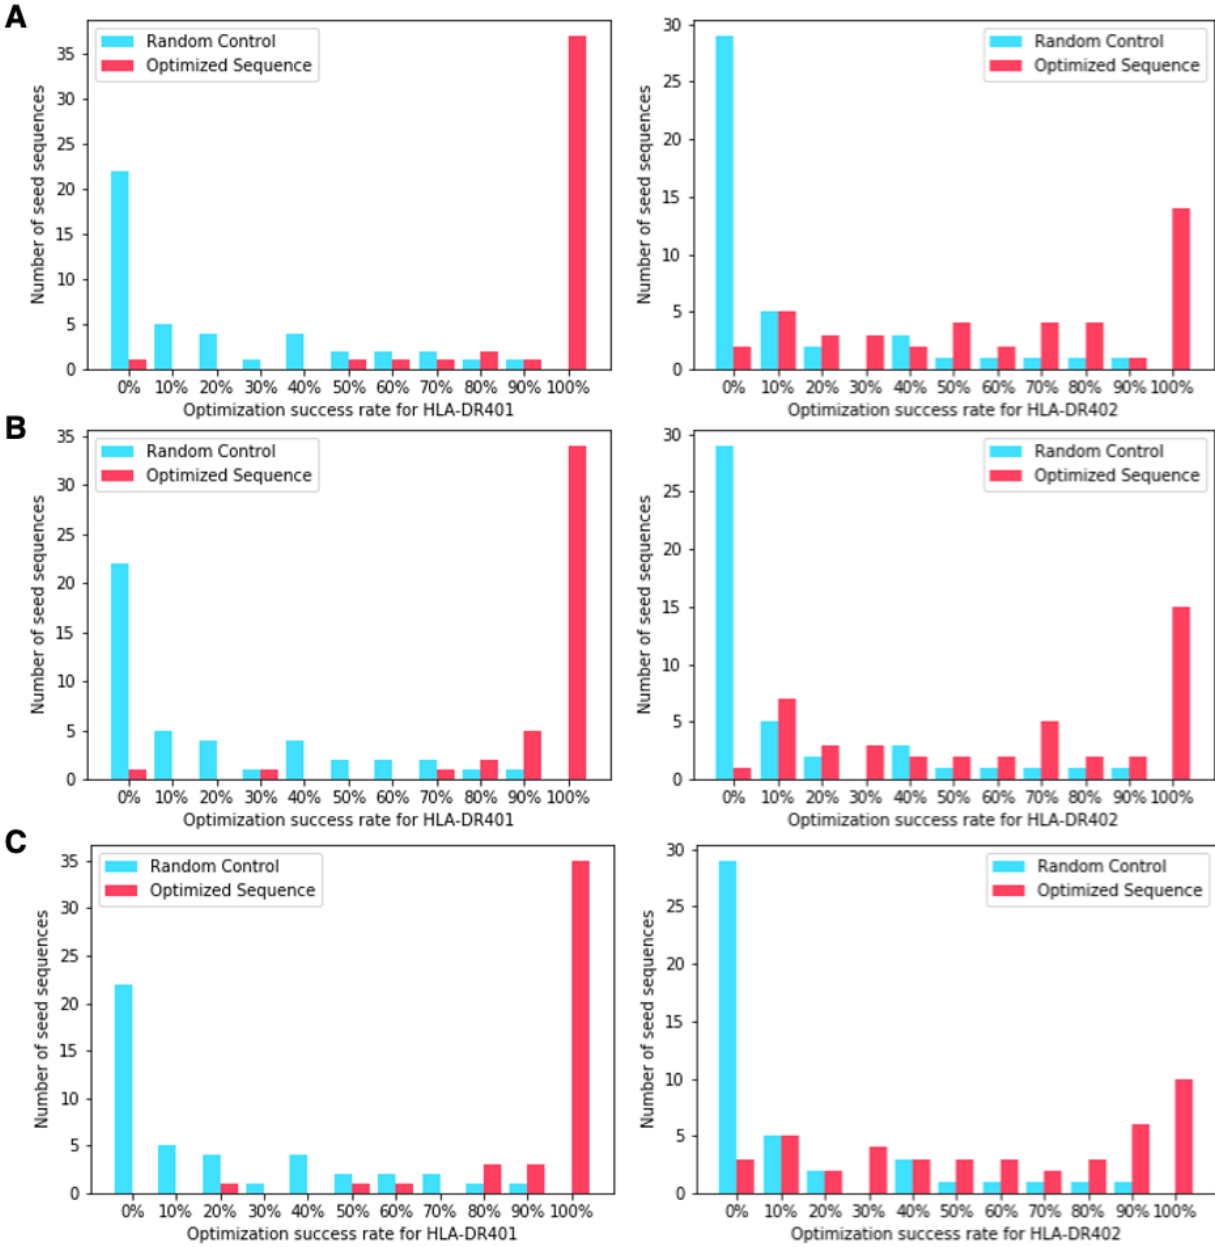 A
Random Control
Optimized Sequence
Number of seed sequences
35
30
25
20
15
10
5
0
0% 10% 20% 30% 40% 50% 60% 70% 80% 90% 100%
Optimization success rate for HLA-DR401
Random Control
Optimized Sequence
Number of seed sequences
30
25
20
15
10
5
0
0% 10% 20% 30% 40% 50% 60% 70% 80% 90% 100%
Optimization success rate for HLA-DR402
B
Random Control
Optimized Sequence
Number of seed sequences
35
30
25
20
15
10
5
0
0% 10% 20% 30% 40% 50% 60% 70% 80% 90% 100%
Optimization success rate for HLA-DR401
Random Control
Optimized Sequence
Number of seed sequences
30
25
20
15
10
5
0
0% 10% 20% 30% 40% 50% 60% 70% 80% 90% 100%
Optimization success rate for HLA-DR402
C
Random Control
Optimized Sequence
Number of seed sequences
35
30
25
20
15
10
5
0
0% 10% 20% 30% 40% 50% 60% 70% 80% 90% 100%
Optimization success rate for HLA-DR401
Random Control
Optimized Sequence
Number of seed sequences
30
25
20
15
10
5
0
0% 10% 20% 30% 40% 50% 60% 70% 80% 90% 100%
Optimization success rate for HLA-DR402